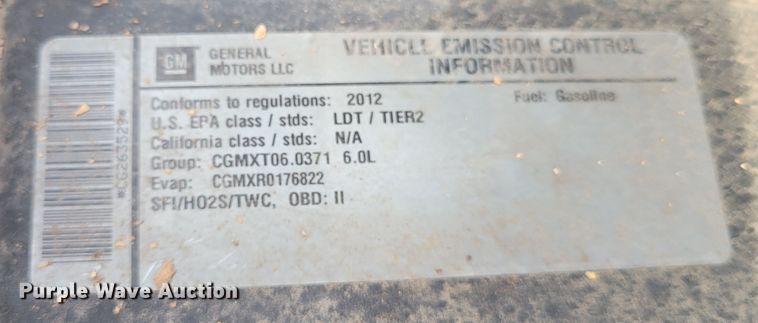 GM
GENERAL
MOTORS LLC
VEHICLE EMISSION CONTROL
INFORMATION
Conforms to regulations: 2012
Fuel: Gasoline
U.S. EPA class / stds: LDT / TIER2
California class / stds: N/A
Group: CGMXT06.0371 6.0L
Evap: CGMXR0176822
SFI/HO2S/TWC, OBD: II
*CG263529*
Purple Wave Auction